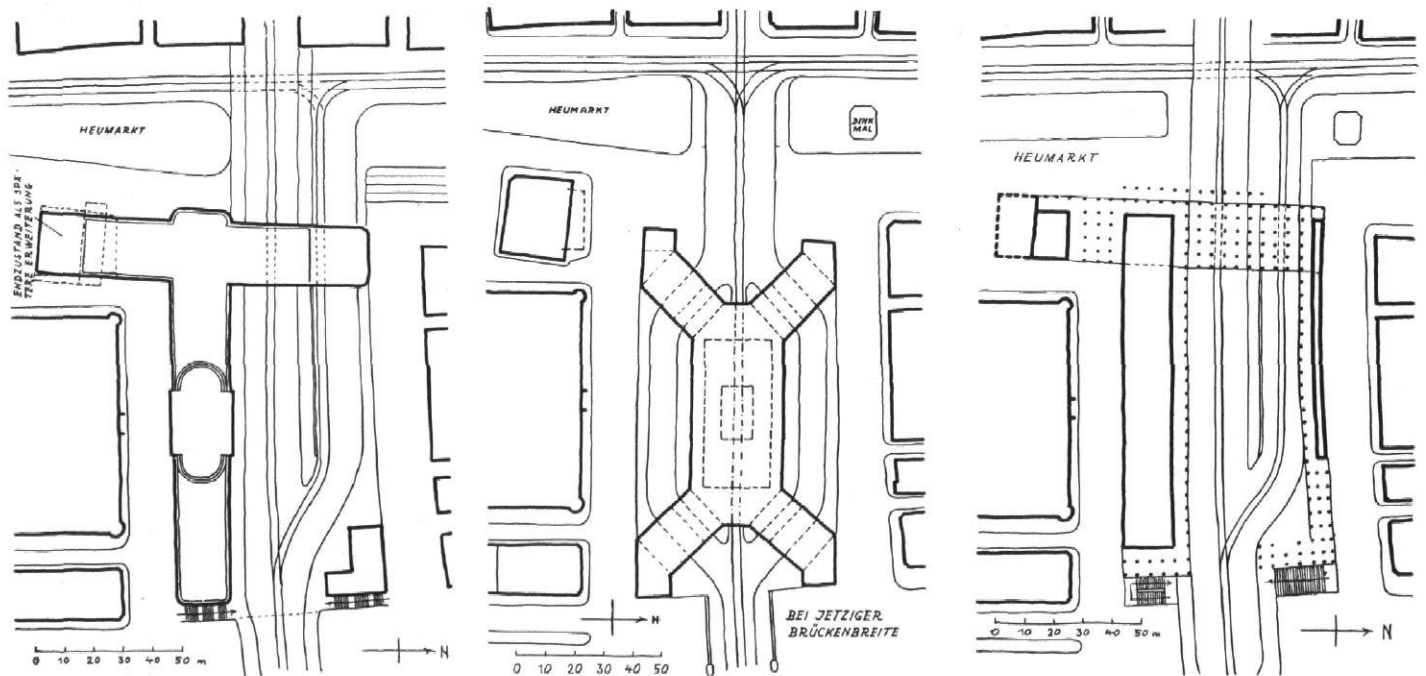 HEUMARKT
ENDZUSTAND ALS SPÄ-
TERE ERWEITERUNG
0 10 20 30 40 50 m
N
HEUMARKT
DENK
MAL
N
BEI JETZIGER
BRÜCKENBREITE
0 10 20 30 40 50
HEUMARKT
0 10 20 30 40 50 m
N